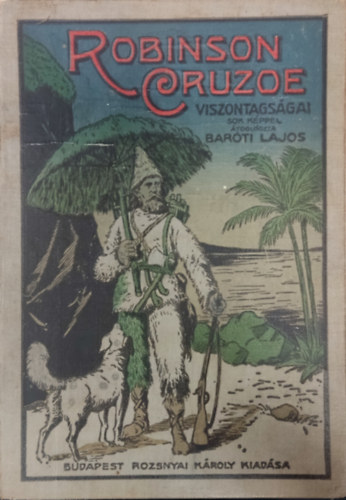 ROBINSON
CRUZOE
VISZONTAGSÁGAI
SOK KÉPPEL
ÁTDOLGOZTA
BARÓTI LAJOS
BUDAPEST ROZSNYAI KÁROLY KIADÁSA